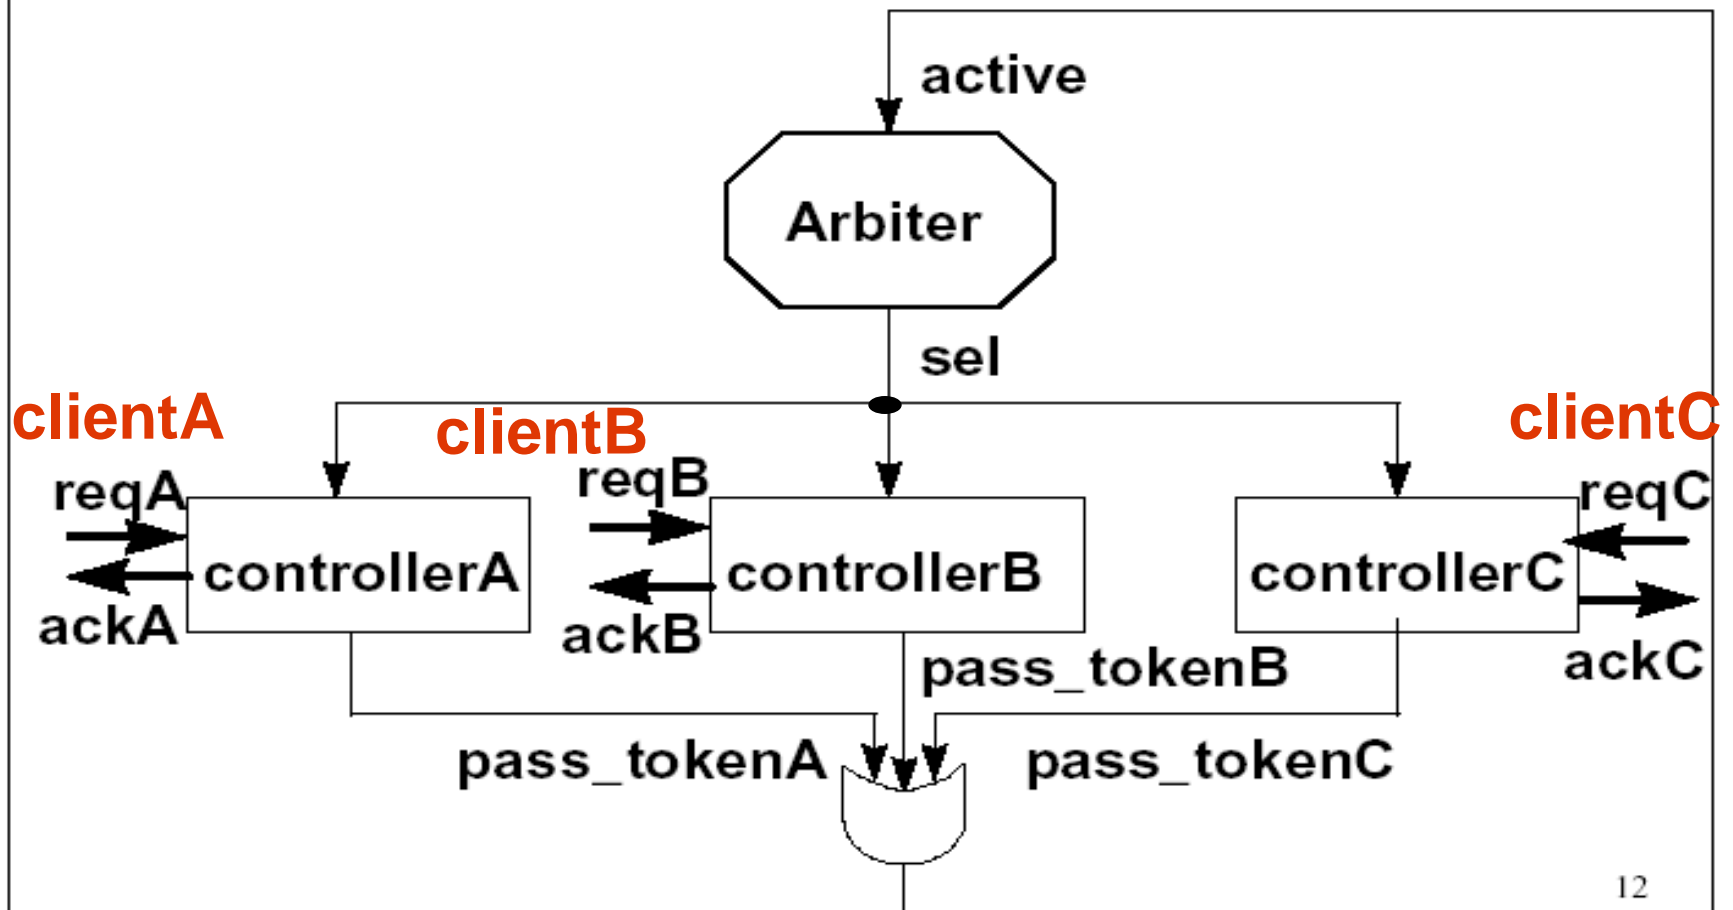 active
Arbiter
sel
clientA
clientB
clientC
reqA
reqB
reqC
controllerA
controllerB
controllerC
ackA
ackB
ackC
pass_tokenB
pass_tokenA
pass_tokenC
12